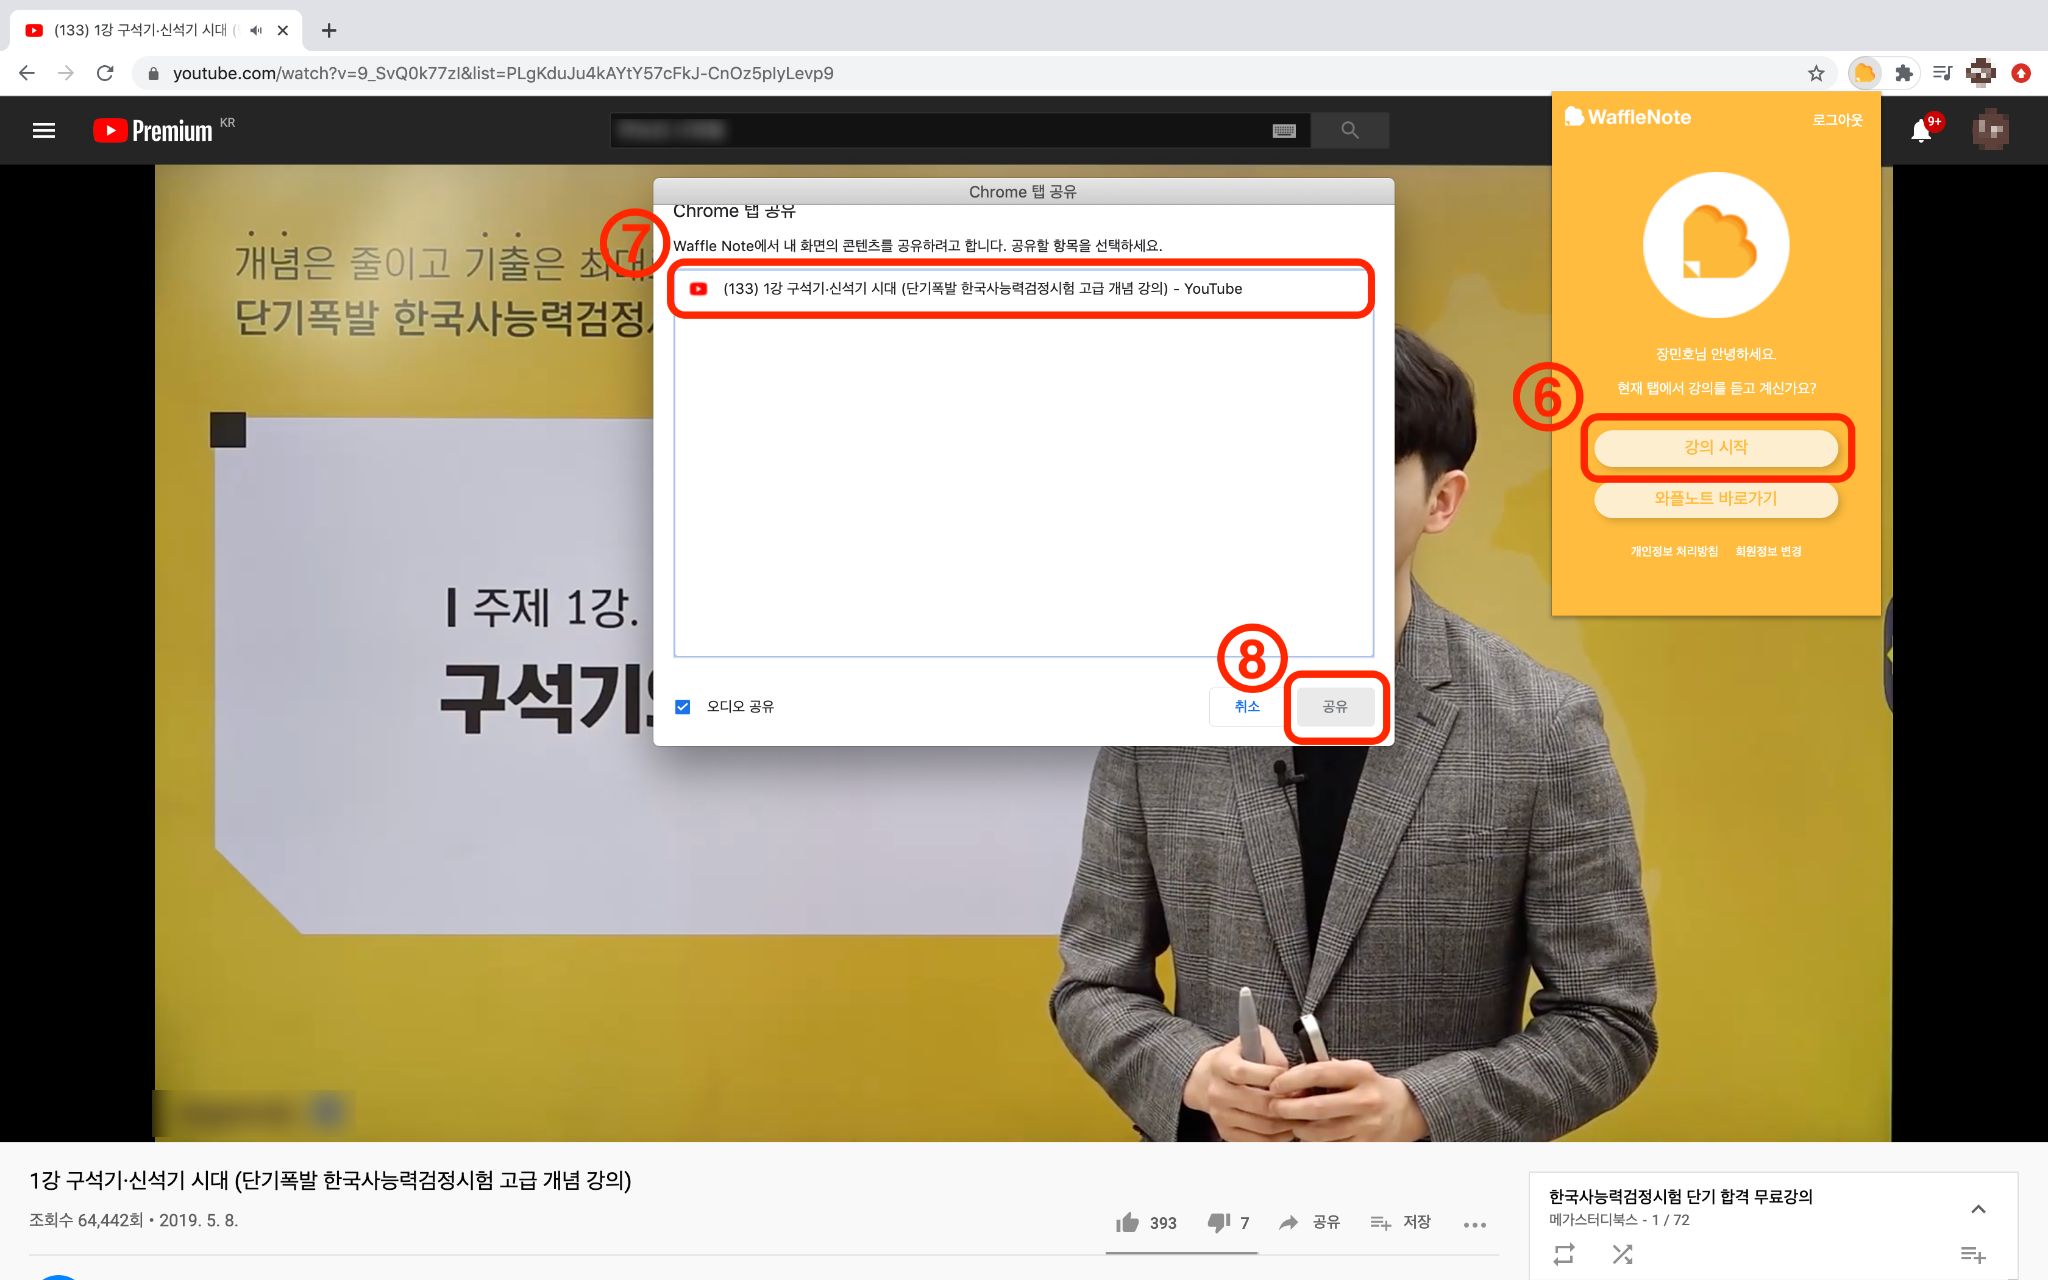 (133) 1강 구석기·신석기 시대 (
youtube.com/watch?v=9_SvQ0k77zI&list=PLgKduJu4kAYtY57cFkJ-CnOz5plyLevp9
Premium KR
9+
WaffleNote
로그아웃
장민호님 안녕하세요.
현재 탭에서 강의를 듣고 계신가요?
⑥
강의 시작
와플노트 바로가기
개인정보 처리방침 회원정보 변경
Chrome 탭 공유
Chrome 탭 공유
⑦
Waffle Note에서 내 화면의 콘텐츠를 공유하려고 합니다. 공유할 항목을 선택하세요.
(133) 1강 구석기·신석기 시대 (단기폭발 한국사능력검정시험 고급 개념 강의) - YouTube
⑧
오디오 공유
취소
공유
개념은 줄이고 기출은 최대
단기폭발 한국사능력검정
주제 1강.
구석기
1강 구석기·신석기 시대 (단기폭발 한국사능력검정시험 고급 개념 강의)
조회수 64,442회 • 2019. 5. 8.
393
7
공유
저장
한국사능력검정시험 단기 합격 무료강의
메가스터디북스 - 1 / 72